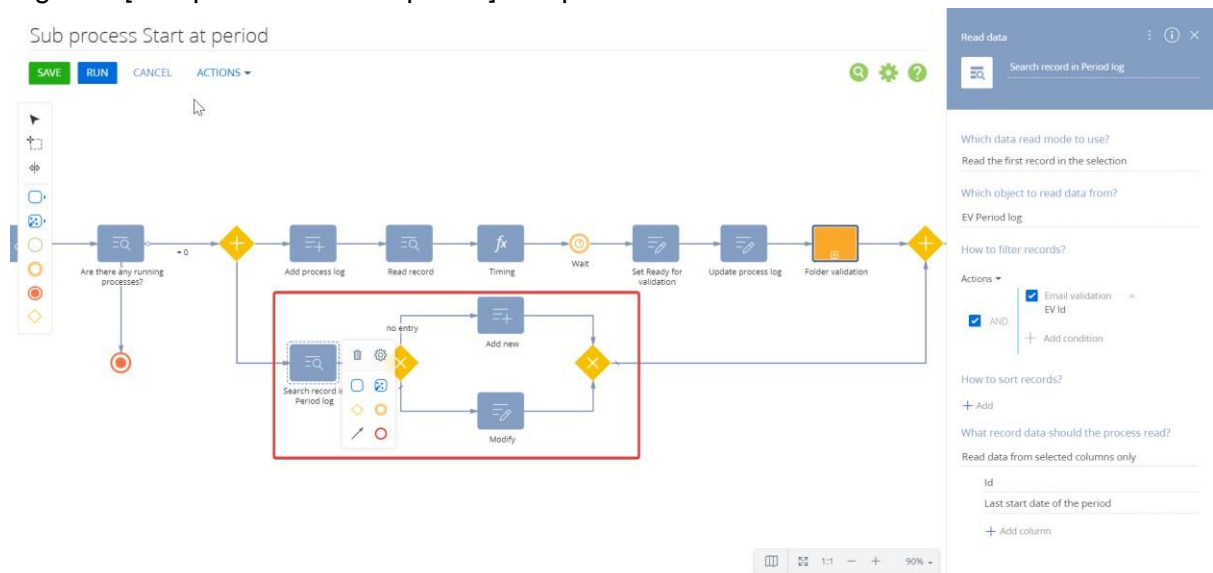 Sub process Start at period
SAVE RUN CANCEL ACTIONS
= 0
Are there any running
processes?
Add process log
Read record
fx
Timing
Wait
Set Ready for
validation
Update process log
Folder validation
no entry
Add new
Search record in
Period log
Modify
1:1 — + 90%
Read data
Search record in Period log
Which data read mode to use?
Read the first record in the selection
Which object to read data from?
EV Period log
How to filter records?
Actions
AND
Email validation =
EV Id
+ Add condition
How to sort records?
+ Add
What record data should the process read?
Read data from selected columns only
Id
Last start date of the period
+ Add column